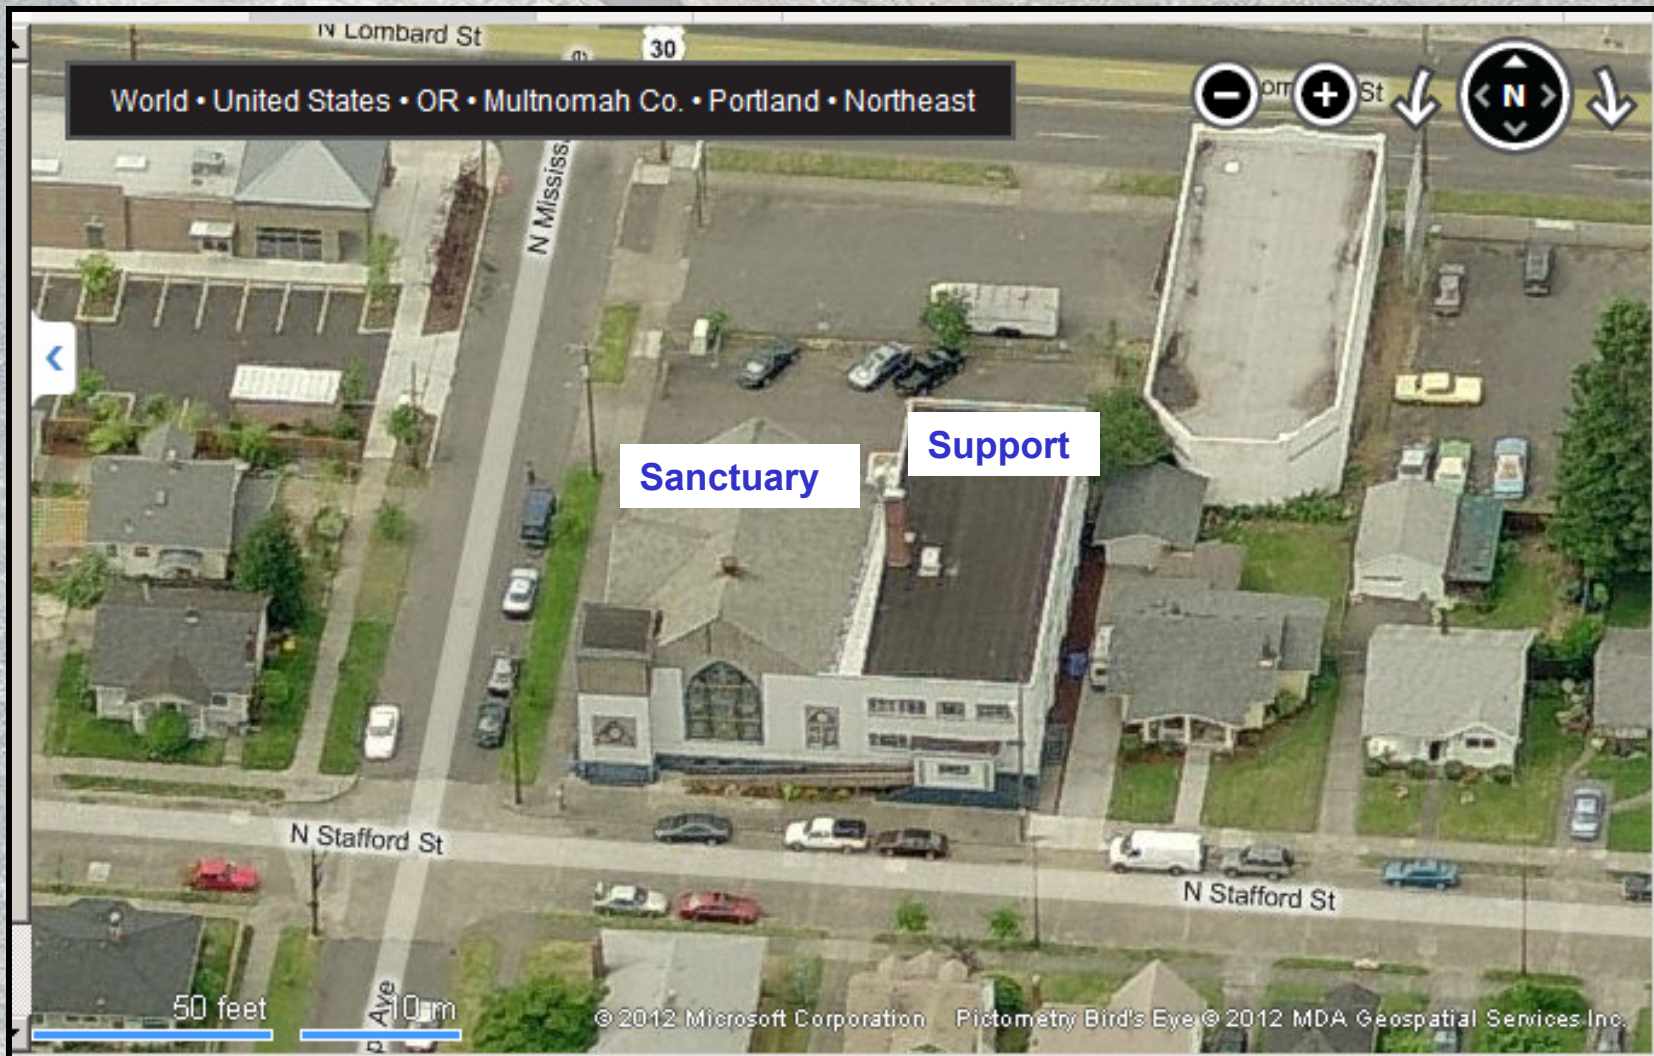 N Lombard St
30
World • United States • OR • Multnomah Co. • Portland • Northeast
St
N
N Mississ
Support
Sanctuary
N Stafford St
N Stafford St
50 feet
10 m
Ave
© 2012 Microsoft Corporation Pictometry Bird's Eye © 2012 MDA Geospatial Services Inc.